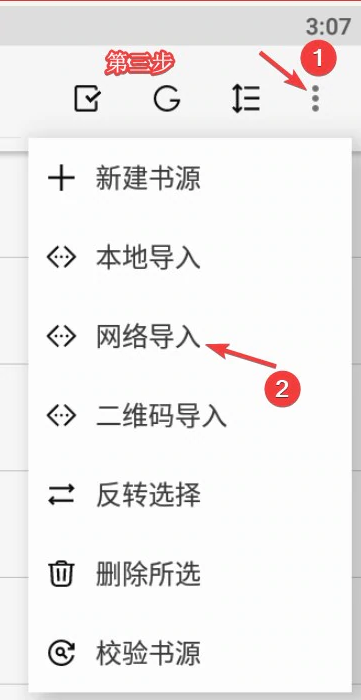 3:07
第三步
1
新建书源
本地导入
网络导入
2
二维码导入
反转选择
删除所选
校验书源